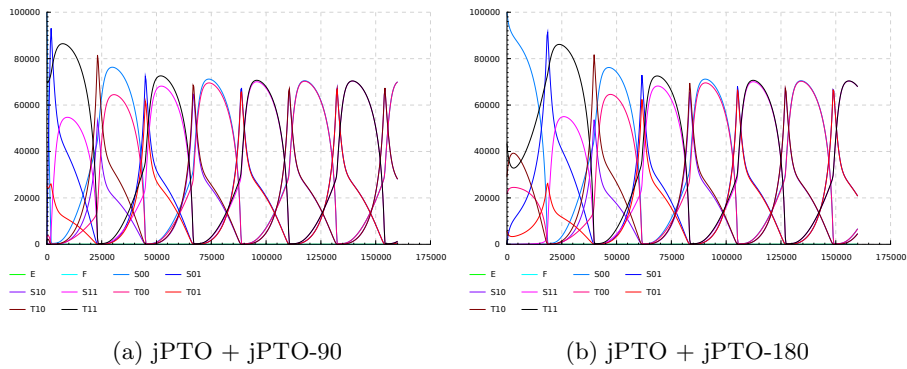 100000
80000
60000
40000
20000
0
0 25000 50000 75000 100000 125000 150000 175000
E F S00 S01
S10 S11 T00 T01
T10 T11
(a) jPTO + jPTO-90
100000
80000
60000
40000
20000
0
0 25000 50000 75000 100000 125000 150000 175000
E F S00 S01
S10 S11 T00 T01
T10 T11
(b) jPTO + jPTO-180